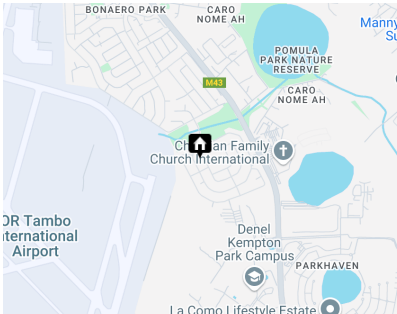 BONAERO PARK
CARO
NOME AH
Manny
Su
POMULA
PARK NATURE
RESERVE
M43
CARO
NOME AH
Family
Church International
OR Tambo
International
Airport
Denel
Kempton
Park Campus
PARKHAVEN
La Como Lifestyle Estate